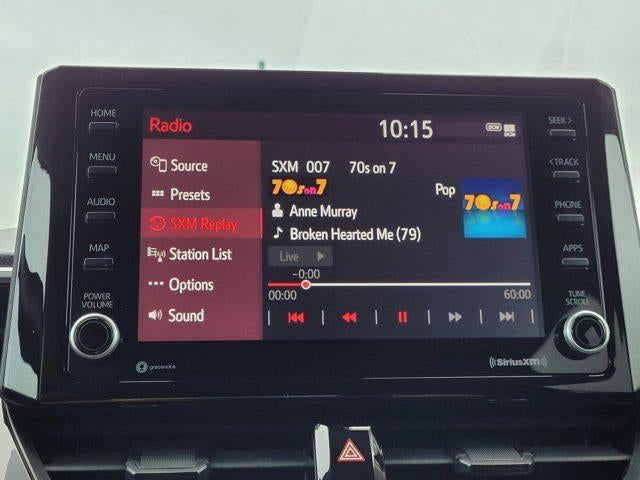 HOME
MENU
AUDIO
MAP
POWER
VOLUME
Radio
10:15
DCM
Source
Presets
SXM Replay
Station List
Options
Sound
SXM 007 70s on 7
70s on 7
Pop
70s on 7
Anne Murray
Broken Hearted Me (79)
Live
-0:00
00:00
60:00
SEEK >
< TRACK
PHONE
APPS
TUNE
SCROLL
gracenote
((SiriusXM))